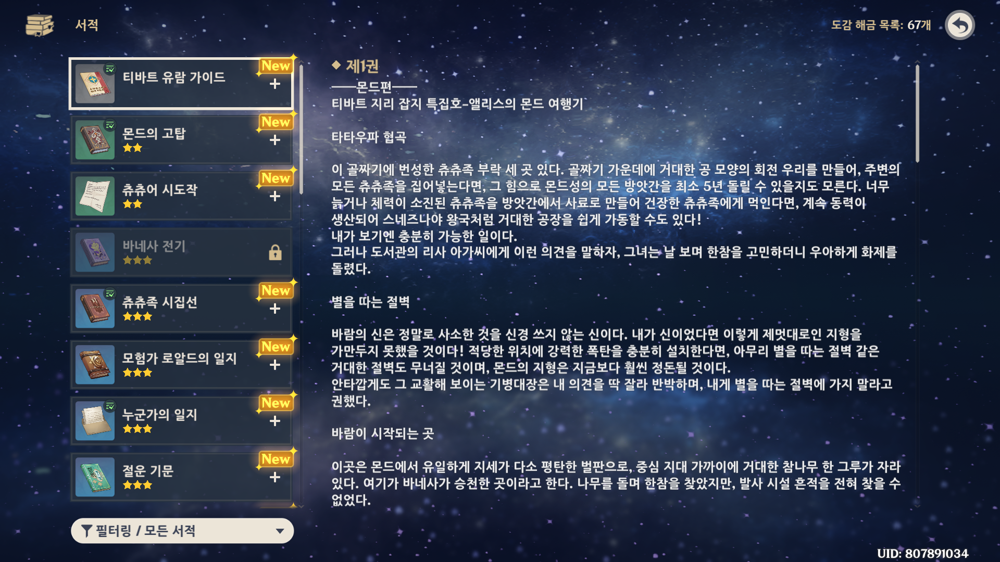 서적
도감 해금 목록: 67개
티바트 유람 가이드
New
몬드의 고탑
New
츄츄어 시도작
New
바네사 전기
츄츄족 시집선
New
모험가 로알드의 일지
New
누군가의 일지
New
절운 기문
New
필터링 / 모든 서적
제1권
——몬드편——
티바트 지리 잡지 특집호-앨리스의 몬드 여행기
타타우파 협곡
이 골짜기에 번성한 츄츄족 부락 세 곳 있다. 골짜기 가운데에 거대한 공 모양의 회전 우리를 만들어, 주변의
모든 츄츄족을 집어넣는다면, 그 힘으로 몬드성의 모든 방앗간을 최소 5년 돌릴 수 있을지도 모른다. 너무
늙거나 체력이 소진된 츄츄족을 방앗간에서 사료로 만들어 건장한 츄츄족에게 먹인다면, 계속 동력이
생산되어 스네즈나야 왕국처럼 거대한 공장을 쉽게 가동할 수도 있다!
내가 보기엔 충분히 가능한 일이다.
그러나 도서관의 리사 아가씨에게 이런 의견을 말하자, 그녀는 날 보며 한참을 고민하더니 우아하게 화제를
돌렸다.
별을 따는 절벽
바람의 신은 정말로 사소한 것을 신경 쓰지 않는 신이다. 내가 신이었다면 이렇게 제멋대로인 지형을
가만두지 못했을 것이다! 적당한 위치에 강력한 폭탄을 충분히 설치한다면, 아무리 별을 따는 절벽 같은
거대한 절벽도 무너질 것이며, 몬드의 지형은 지금보다 훨씬 정돈될 것이다.
안타깝게도 그 교활해 보이는 기병대장은 내 의견을 딱 잘라 반박하며, 내게 별을 따는 절벽에 가지 말라고
권했다.
바람이 시작되는 곳
이곳은 몬드에서 유일하게 지세가 다소 평탄한 벌판으로, 중심 지대 가까이에 거대한 참나무 한 그루가 자라
있다. 여기가 바네사가 승천한 곳이라고 한다. 나무를 돌며 한참을 찾았지만, 발사 시설 흔적을 전혀 찾을 수
없었다.
UID: 807891034